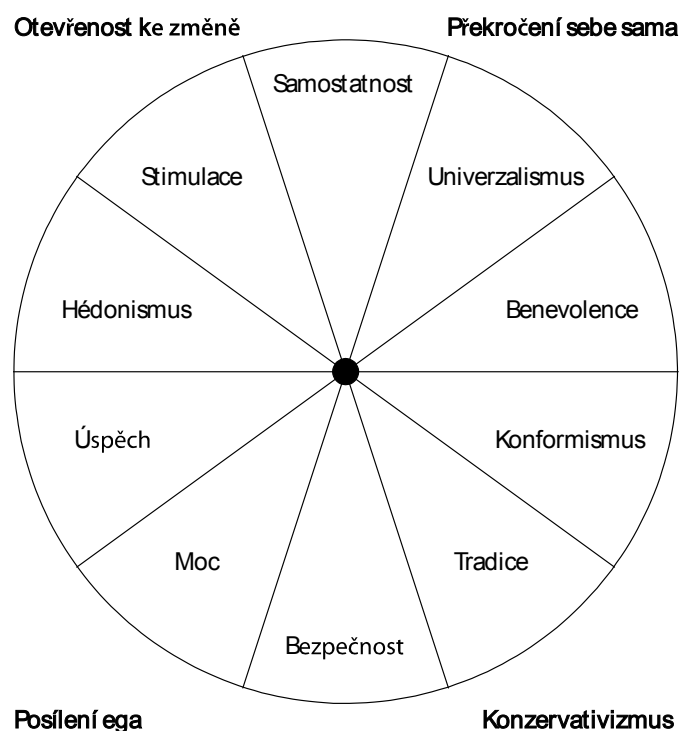 Otevřenost ke změně
Překročení sebe sama
Samostatnost
Stimulace
Univerzalismus
Hédonismus
Benevolence
Úspěch
Konformismus
Moc
Tradice
Bezpečnost
Posílení ega
Konzervativizmus